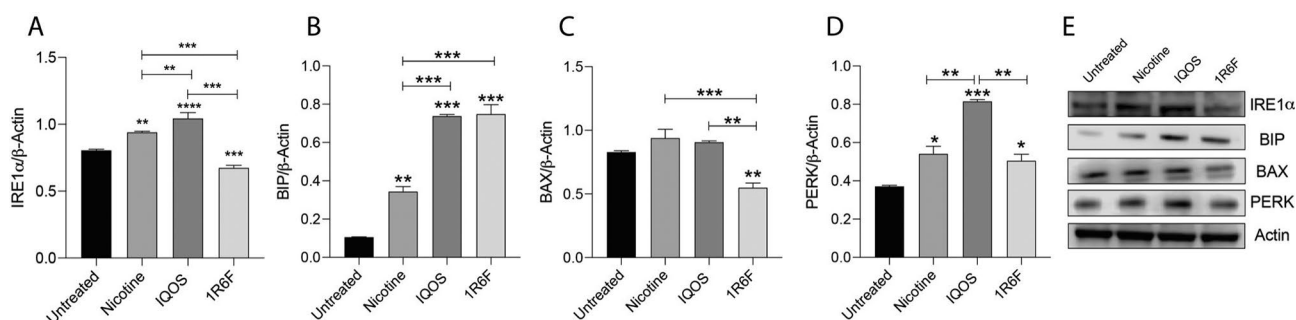 A
IRE1α/β-Actin
1.5
1.0
0.5
0.0
***
**
***
** **** ***
Untreated
Nicotine
IQOS
1R6F
B
BIP/β-Actin
1.0
0.8
0.6
0.4
0.2
0.0
***
***
** *** ***
Untreated
Nicotine
IQOS
1R6F
C
BAX/β-Actin
1.5
1.0
0.5
0.0
***
**
**
Untreated
Nicotine
IQOS
1R6F
D
PERK/β-Actin
1.0
0.8
0.6
0.4
0.2
0.0
** **
* *** *
Untreated
Nicotine
IQOS
1R6F
E
Untreated
Nicotine
IQOS
1R6F
IRE1α
BIP
BAX
PERK
Actin